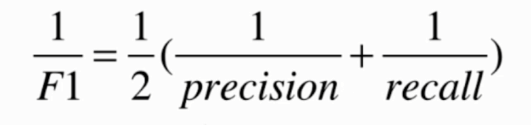 1/F1 = 1/2(1/precision + 1/recall)